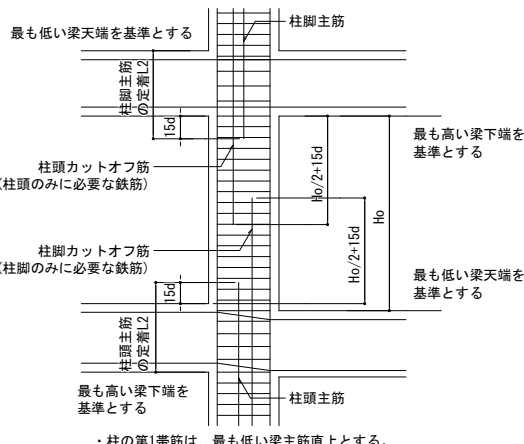 柱脚主筋
最も低い梁天端を基準とする
柱脚主筋
の定着L2
15d
最も高い梁下端を
基準とする
柱頭カットオフ筋
(柱頭のみに必要な鉄筋)
Ho/2+15d
Ho
柱脚カットオフ筋
(柱脚のみに必要な鉄筋)
Ho/2+15d
最も低い梁天端を
基準とする
15d
柱頭主筋
の定着L2
最も高い梁下端を
基準とする
柱頭主筋
・柱の第1帯筋は、最も低い梁主筋直上とする。